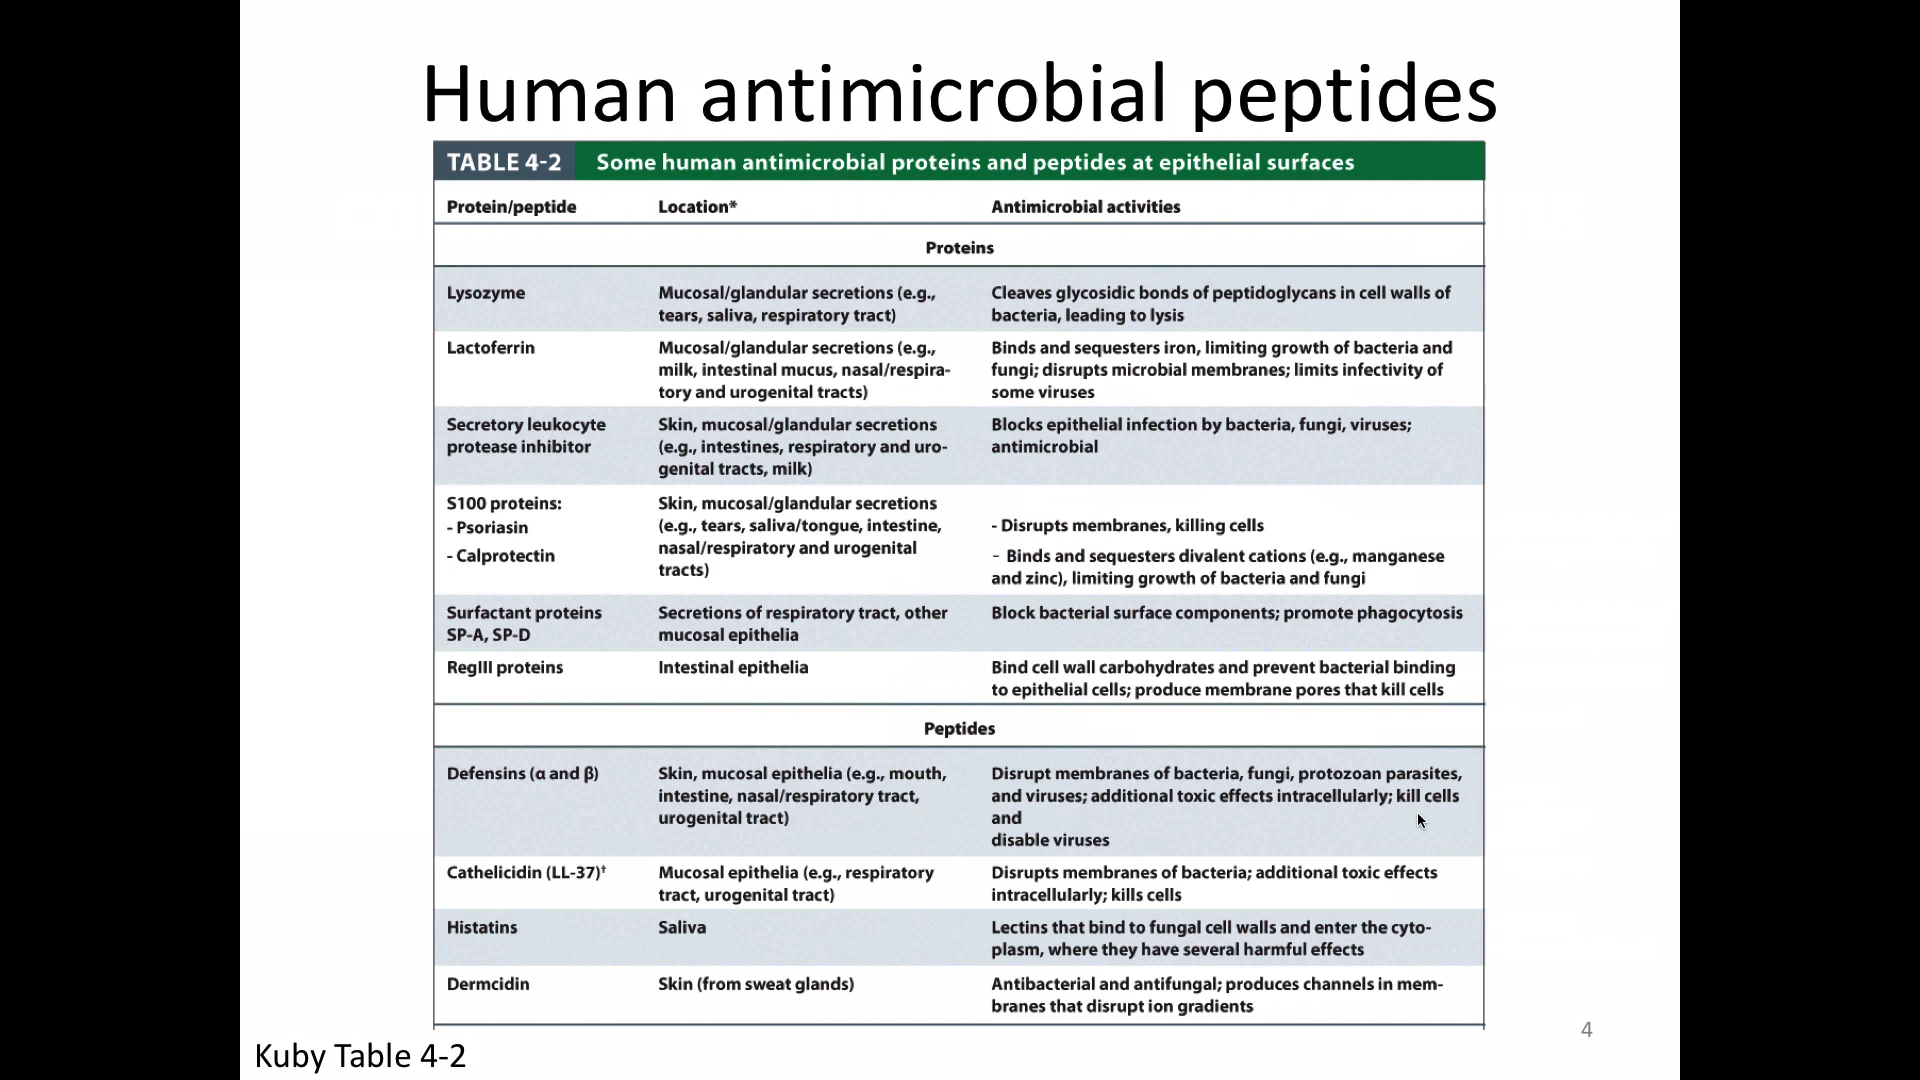 Human antimicrobial peptides
TABLE 4-2 Some human antimicrobial proteins and peptides at epithelial surfaces
Protein/peptide Location* Antimicrobial activities
Proteins
Lysozyme Mucosal/glandular secretions (e.g., Cleaves glycosidic bonds of peptidoglycans in cell walls of
tears, saliva, respiratory tract) bacteria, leading to lysis
Lactoferrin Mucosal/glandular secretions (e.g., Binds and sequesters iron, limiting growth of bacteria and
milk, intestinal mucus, nasal/respira- fungi; disrupts microbial membranes; limits infectivity of
tory and urogenital tracts) some viruses
Secretory leukocyte Skin, mucosal/glandular secretions Blocks epithelial infection by bacteria, fungi, viruses;
protease inhibitor (e.g., intestines, respiratory and uro- antimicrobial
genital tracts, milk)
S100 proteins: Skin, mucosal/glandular secretions
- Psoriasin (e.g., tears, saliva/tongue, intestine, - Disrupts membranes, killing cells
- Calprotectin nasal/respiratory and urogenital – Binds and sequesters divalent cations (e.g., manganese
tracts) and zinc), limiting growth of bacteria and fungi
Surfactant proteins Secretions of respiratory tract, other Block bacterial surface components; promote phagocytosis
SP-A, SP-D mucosal epithelia
RegIII proteins Intestinal epithelia Bind cell wall carbohydrates and prevent bacterial binding
to epithelial cells; produce membrane pores that kill cells
Peptides
Defensins (α and β) Skin, mucosal epithelia (e.g., mouth, Disrupt membranes of bacteria, fungi, protozoan parasites,
intestine, nasal/respiratory tract, and viruses; additional toxic effects intracellularly; kill cells
urogenital tract) and
disable viruses
Cathelicidin (LL-37)† Mucosal epithelia (e.g., respiratory Disrupts membranes of bacteria; additional toxic effects
tract, urogenital tract) intracellularly; kills cells
Histatins Saliva Lectins that bind to fungal cell walls and enter the cyto-
plasm, where they have several harmful effects
Dermcidin Skin (from sweat glands) Antibacterial and antifungal; produces channels in mem-
branes that disrupt ion gradients
4
Kuby Table 4-2